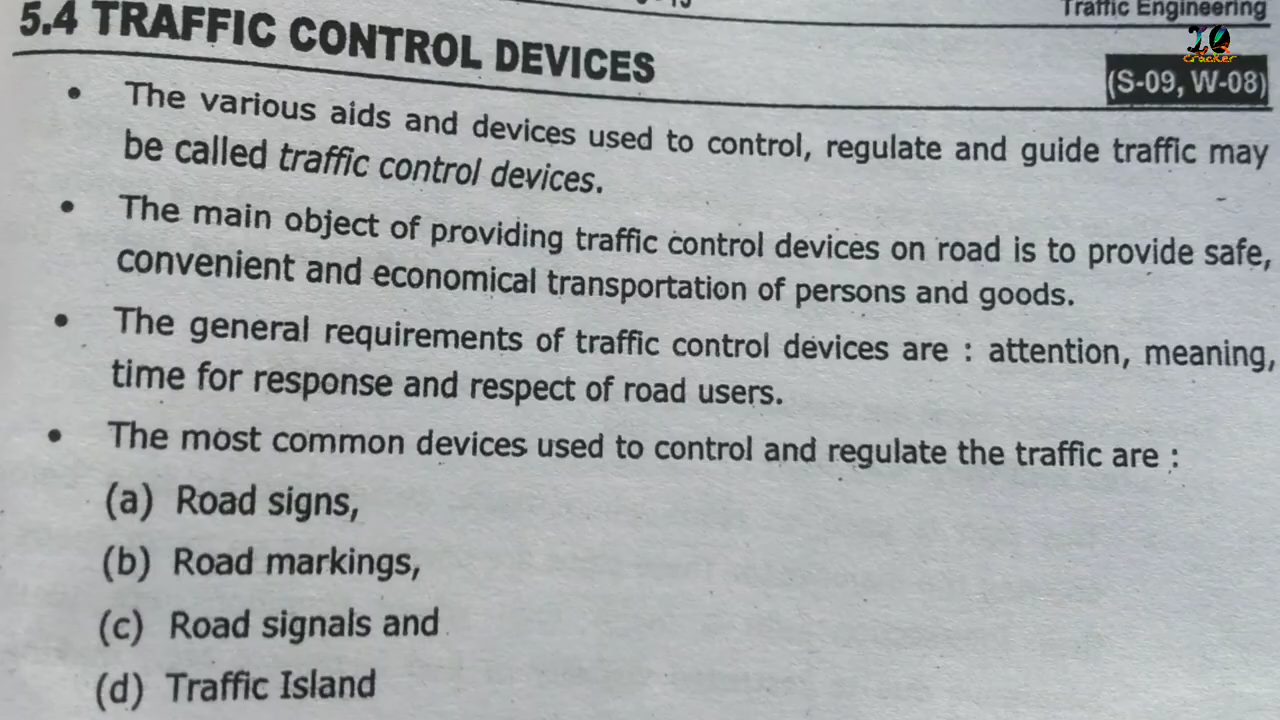 Traffic Engineering
5.4 TRAFFIC CONTROL DEVICES
IQ
Cracker
(S-09, W-08)
• The various aids and devices used to control, regulate and guide traffic may
be called traffic control devices.
• The main object of providing traffic control devices on road is to provide safe,
convenient and economical transportation of persons and goods.
• The general requirements of traffic control devices are : attention, meaning,
time for response and respect of road users.
• The most common devices used to control and regulate the traffic are :
(a) Road signs,
(b) Road markings,
(c) Road signals and
(d) Traffic Island